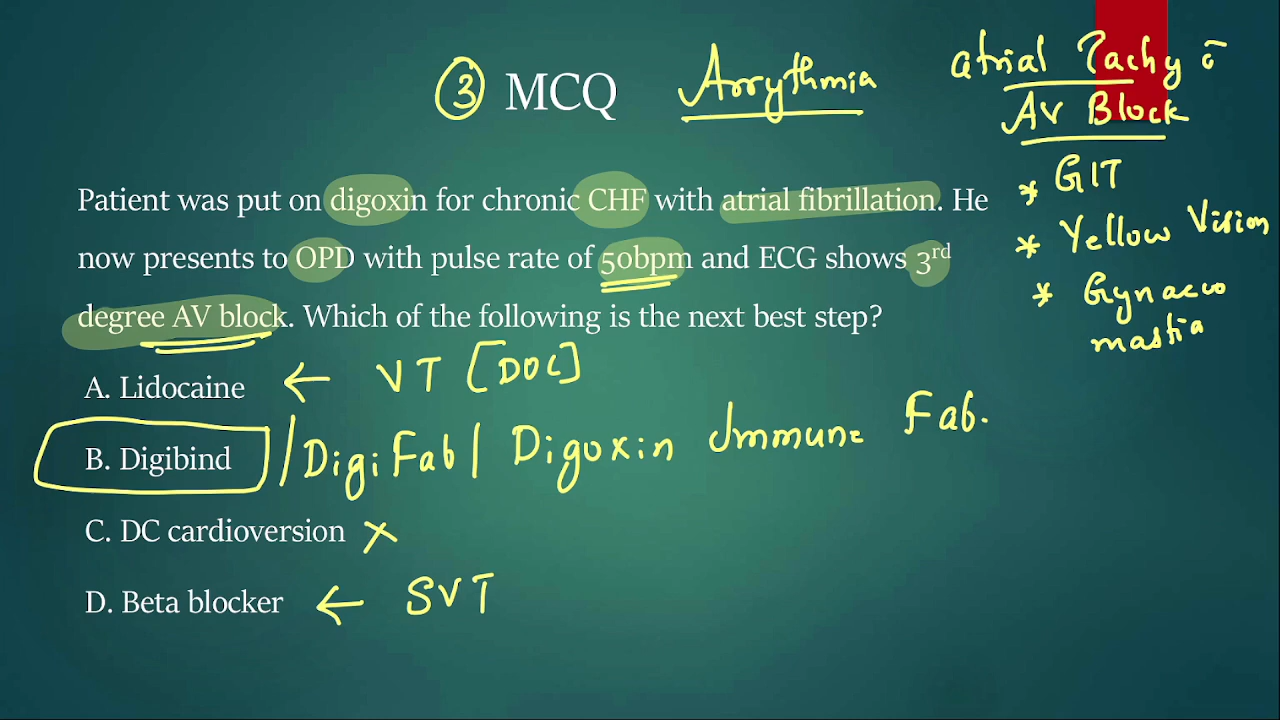 ③ MCQ Arrythmia
atrial Tachy c̄
AV Block
* GIT
* Yellow Vision
* Gynaeco
mastia
Patient was put on digoxin for chronic CHF with atrial fibrillation. He
now presents to OPD with pulse rate of 50bpm and ECG shows 3rd
degree AV block. Which of the following is the next best step?
A. Lidocaine ← VT [DOC]
B. Digibind / DigiFab / Digoxin Immune Fab.
C. DC cardioversion ×
D. Beta blocker ← SVT